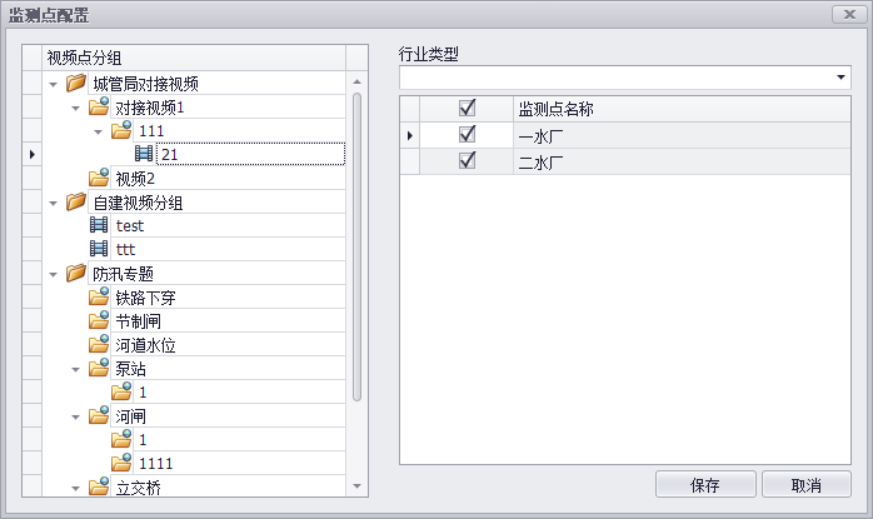 监测点配置
视频点分组
城管局对接视频
对接视频1
111
21
视频2
自建视频分组
test
ttt
防汛专题
铁路下穿
节制闸
河道水位
泵站
1
河闸
1
1111
立交桥
行业类型
监测点名称
一水厂
二水厂
保存
取消